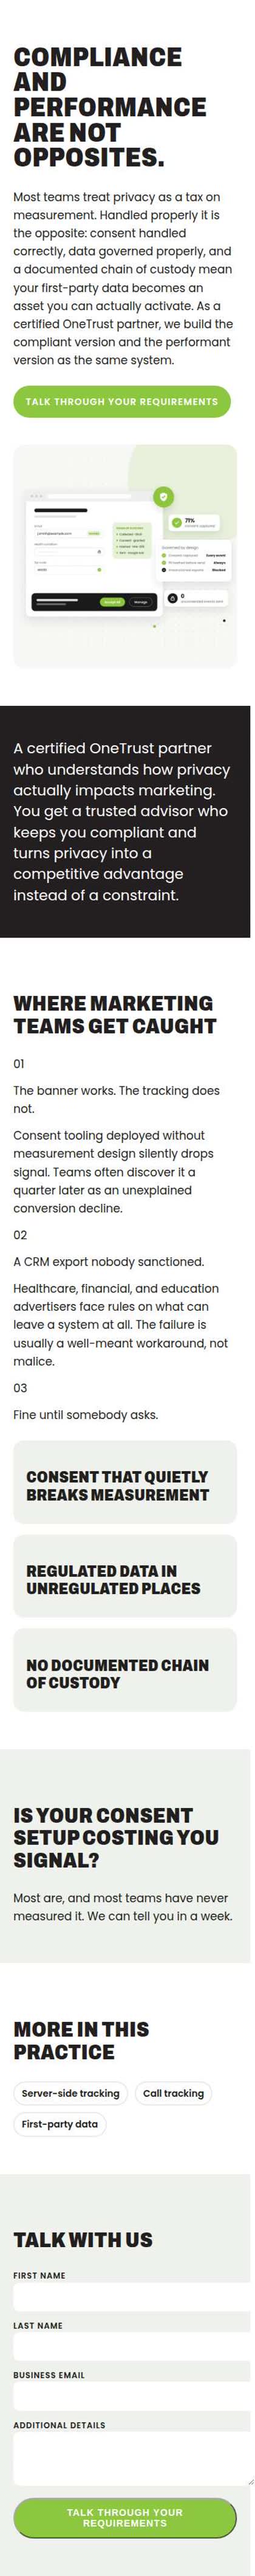 COMPLIANCE
AND
PERFORMANCE
ARE NOT
OPPOSITES.
Most teams treat privacy as a tax on
measurement. Handled properly it is
the opposite: consent handled
correctly, data governed properly, and
a documented chain of custody mean
your first-party data becomes an
asset you can actually activate. As a
certified OneTrust partner, we build the
compliant version and the performant
version as the same system.
TALK THROUGH YOUR REQUIREMENTS
71%
0
Manage
A certified OneTrust partner
who understands how privacy
actually impacts marketing.
You get a trusted advisor who
keeps you compliant and
turns privacy into a
competitive advantage
instead of a constraint.
WHERE MARKETING
TEAMS GET CAUGHT
01
The banner works. The tracking does
not.
Consent tooling deployed without
measurement design silently drops
signal. Teams often discover it a
quarter later as an unexplained
conversion decline.
02
A CRM export nobody sanctioned.
Healthcare, financial, and education
advertisers face rules on what can
leave a system at all. The failure is
usually a well-meant workaround, not
malice.
03
Fine until somebody asks.
CONSENT THAT QUIETLY
BREAKS MEASUREMENT
REGULATED DATA IN
UNREGULATED PLACES
NO DOCUMENTED CHAIN
OF CUSTODY
IS YOUR CONSENT
SETUP COSTING YOU
SIGNAL?
Most are, and most teams have never
measured it. We can tell you in a week.
MORE IN THIS
PRACTICE
Server-side tracking
Call tracking
First-party data
TALK WITH US
FIRST NAME
LAST NAME
BUSINESS EMAIL
ADDITIONAL DETAILS
TALK THROUGH YOUR
REQUIREMENTS